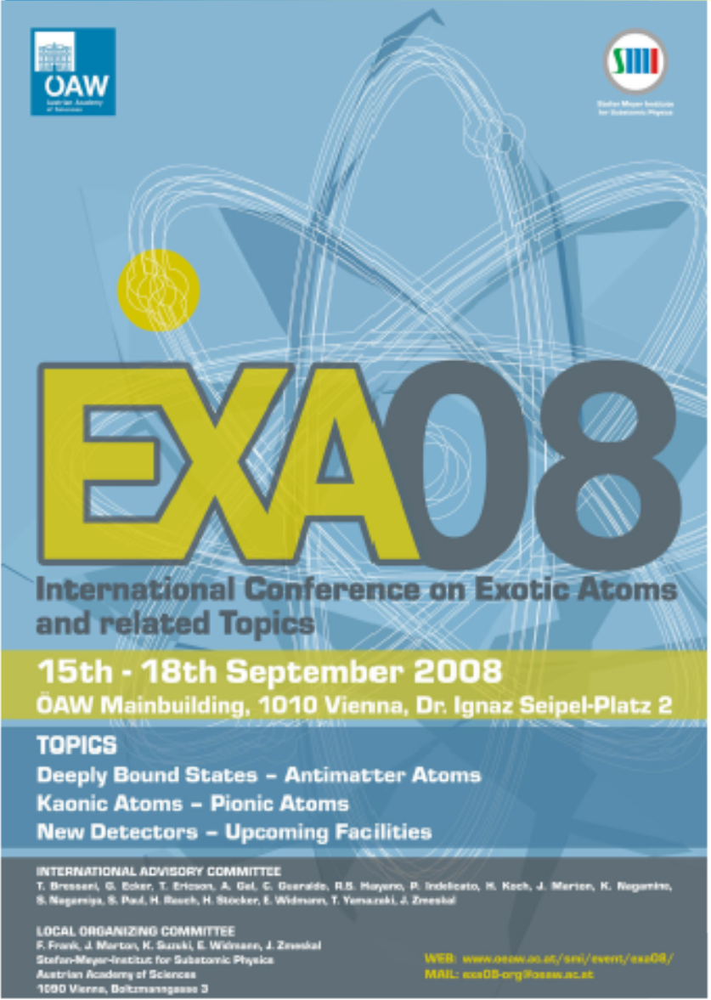 ÖAW
Austrian Academy
of Sciences
SMI
Stefan Meyer Institute
for Subatomic Physics
EXA08
International Conference on Exotic Atoms
and related Topics
15th - 18th September 2008
ÖAW Mainbuilding, 1010 Vienna, Dr. Ignaz Seipel-Platz 2
TOPICS
Deeply Bound States – Antimatter Atoms
Kaonic Atoms – Pionic Atoms
New Detectors – Upcoming Facilities
INTERNATIONAL ADVISORY COMMITTEE
T. Bressani, G. Ecker, T. Ericson, A. Gal, C. Guaraldo, R.S. Hayano, P. Indelicato, H. Koch, J. Marton, K. Nagamine,
S. Nagamiya, S. Paul, H. Rauch, H. Stöcker, E. Widmann, T. Yamazaki, J. Zmeskal
LOCAL ORGANIZING COMMITTEE
F. Frank, J. Marton, K. Suzuki, E. Widmann, J. Zmeskal
Stefan-Meyer-Institut for Subatomic Physics
Austrian Academy of Sciences
1090 Vienna, Boltzmanngasse 3
WEB: www.oeaw.ac.at/smi/event/exa08/
MAIL: exa08-org@oeaw.ac.at